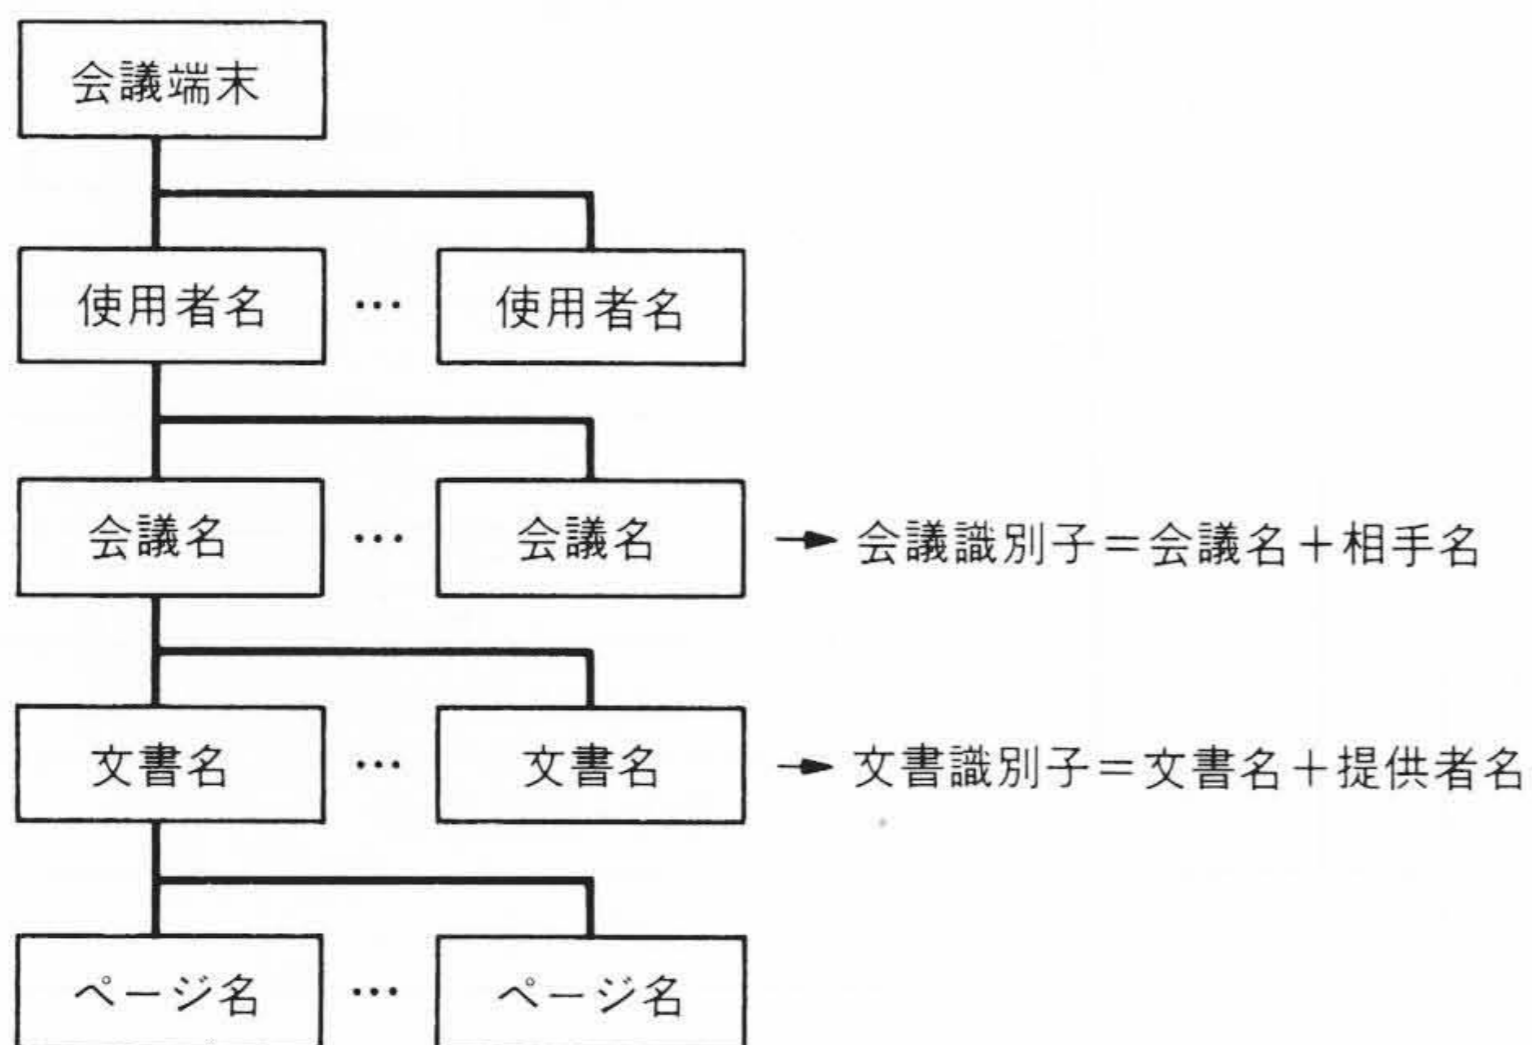 会議端末
使用者名 … 使用者名
会議名 … 会議名 → 会議識別子＝会議名＋相手名
文書名 … 文書名 → 文書識別子＝文書名＋提供者名
ページ名 … ページ名